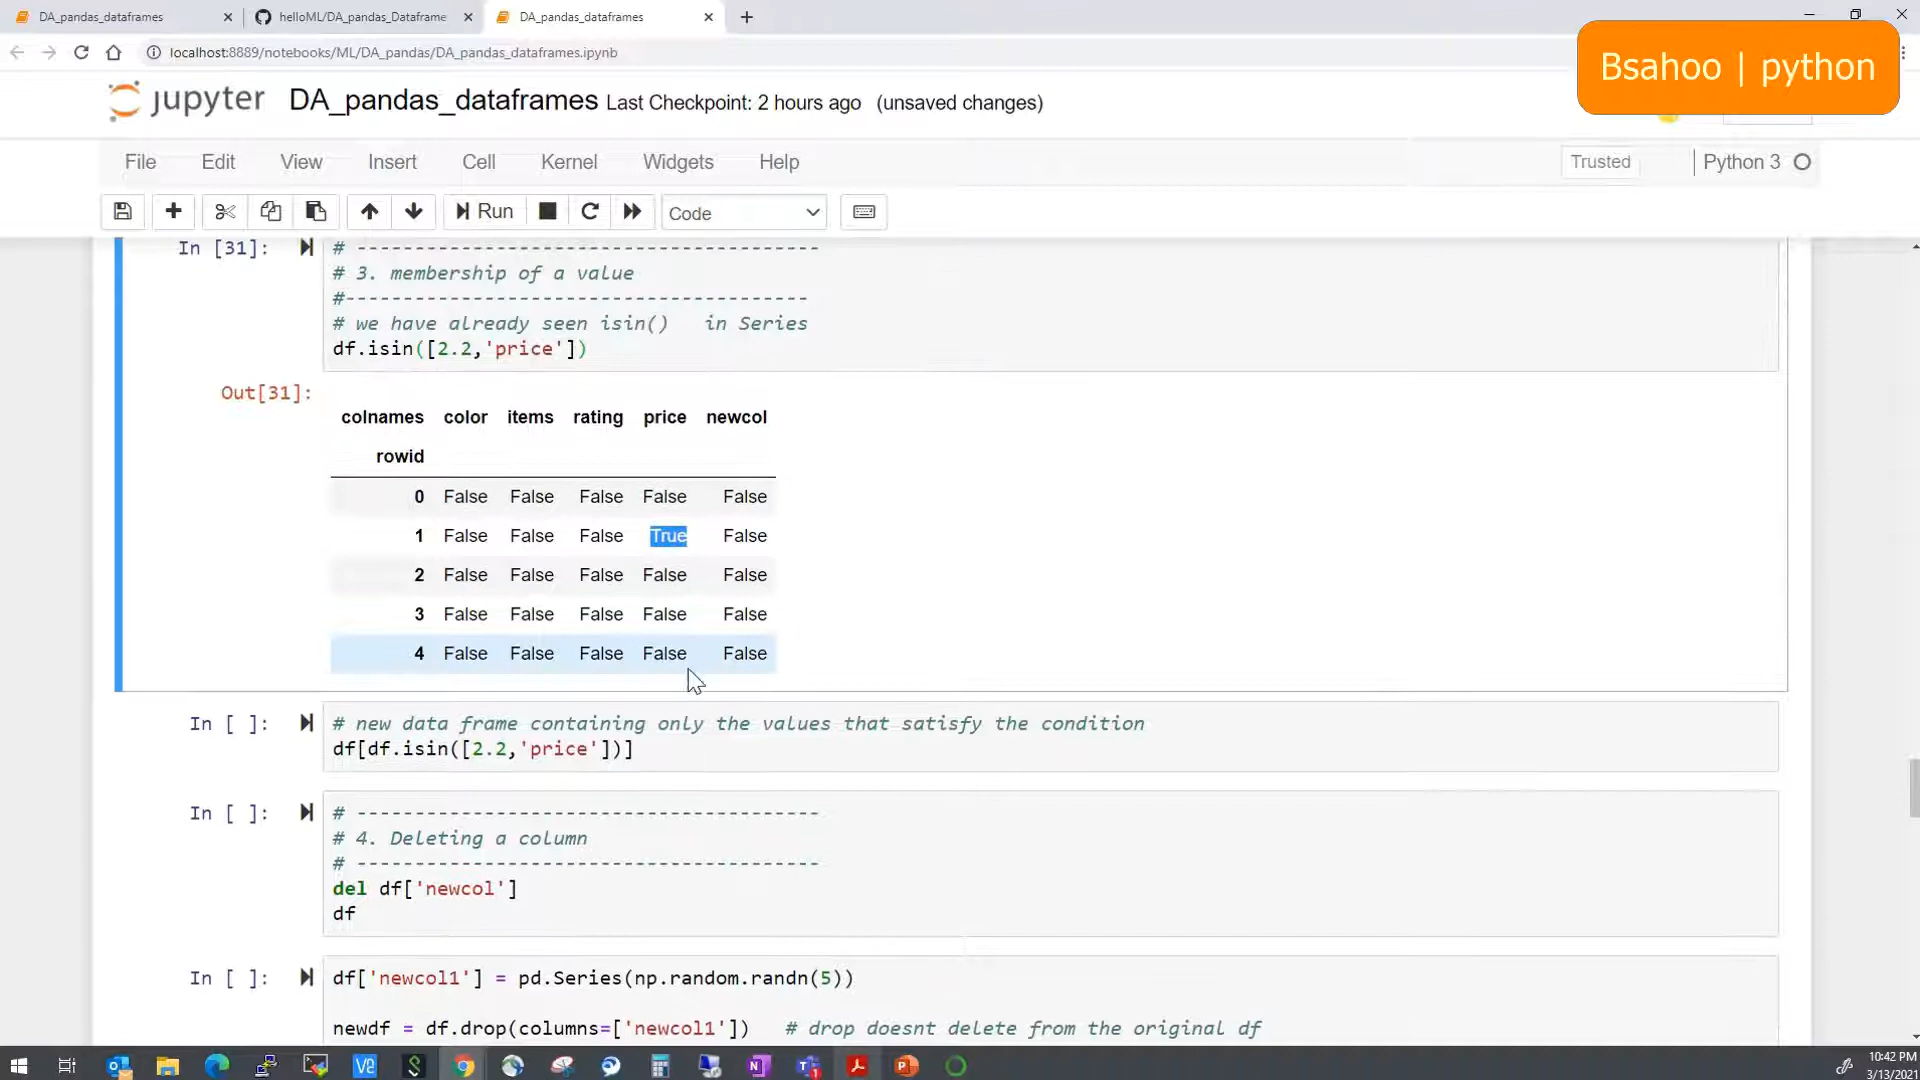 DA_pandas_dataframes
helloML/DA_pandas_Dataframe
DA_pandas_dataframes
localhost:8889/notebooks/ML/DA_pandas/DA_pandas_dataframes.ipynb
Bsahoo | python
jupyter DA_pandas_dataframes Last Checkpoint: 2 hours ago (unsaved changes)
File Edit View Insert Cell Kernel Widgets Help Trusted Python 3
Run Code
In [31]: # ----------------------------------------
# 3. membership of a value
#----------------------------------------
# we have already seen isin() in Series
df.isin([2.2,'price'])
Out[31]:
colnames color items rating price newcol
rowid
0 False False False False False
1 False False False True False
2 False False False False False
3 False False False False False
4 False False False False False
In [ ]: # new data frame containing only the values that satisfy the condition
df[df.isin([2.2,'price'])]
In [ ]: # ----------------------------------------
# 4. Deleting a column
# ----------------------------------------
del df['newcol']
df
In [ ]: df['newcol1'] = pd.Series(np.random.randn(5))
newdf = df.drop(columns=['newcol1']) # drop doesnt delete from the original df
10:42 PM
3/13/2021